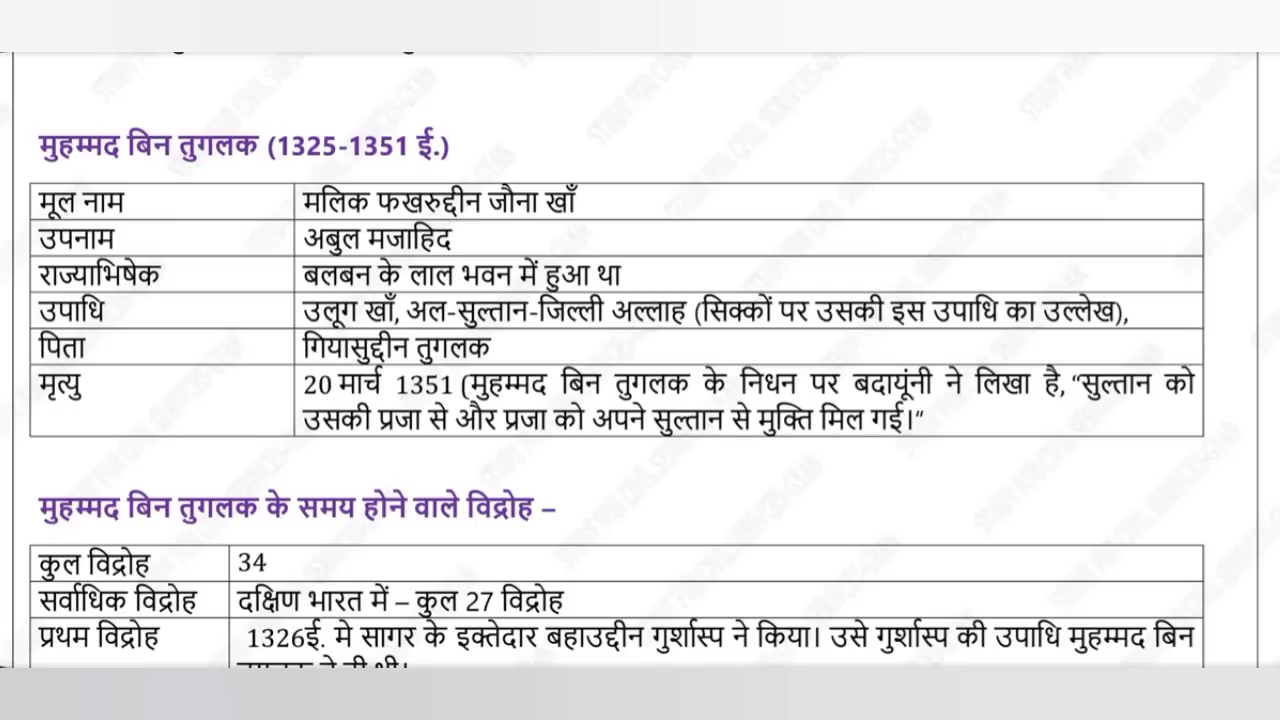 मुहम्मद बिन तुगलक (1325-1351 ई.)
मूल नाम मलिक फखरुद्दीन जौना खाँ
उपनाम अबुल मजाहिद
राज्याभिषेक बलबन के लाल भवन में हुआ था
उपाधि उलूग खाँ, अल-सुल्तान-जिल्ली अल्लाह (सिक्कों पर उसकी इस उपाधि का उल्लेख),
पिता गियासुद्दीन तुगलक
मृत्यु 20 मार्च 1351 (मुहम्मद बिन तुगलक के निधन पर बदायूंनी ने लिखा है, “सुल्तान को
उसकी प्रजा से और प्रजा को अपने सुल्तान से मुक्ति मिल गई।“
मुहम्मद बिन तुगलक के समय होने वाले विद्रोह –
कुल विद्रोह 34
सर्वाधिक विद्रोह दक्षिण भारत में – कुल 27 विद्रोह
प्रथम विद्रोह 1326ई. मे सागर के इक्तेदार बहाउद्दीन गुर्शास्प ने किया। उसे गुर्शास्प की उपाधि मुहम्मद बिन